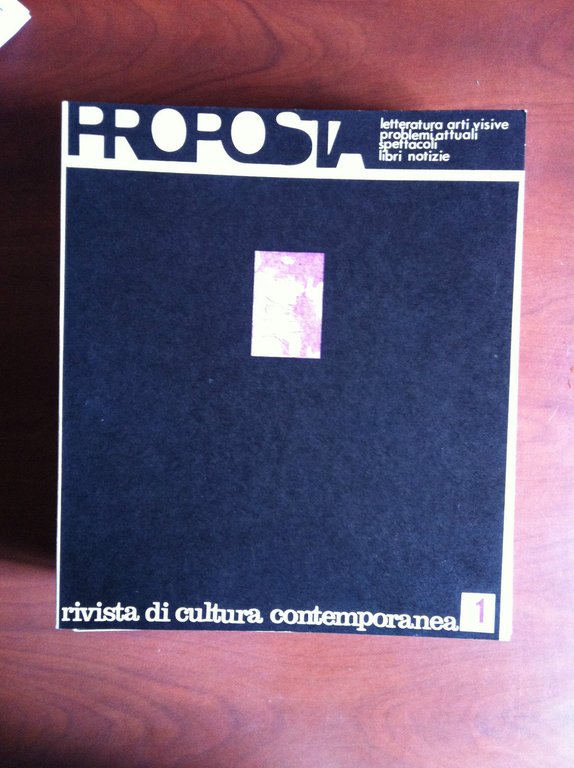 PROPOSTA
letteratura arti visive
problemi attuali
spettacoli
libri notizie
rivista di cultura contemporanea 1